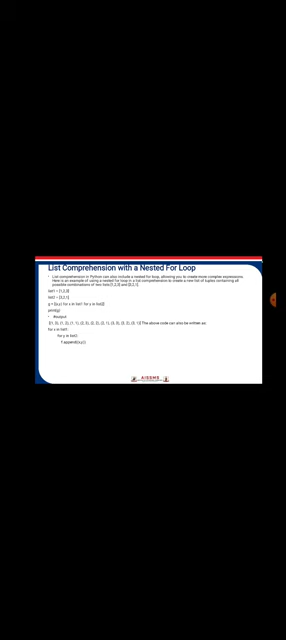 List Comprehension with a Nested For Loop
• List comprehension in Python can also include a nested for loop, allowing you to create more complex expressions.
Here is an example of using a nested for loop in a list comprehension to create a new list of tuples containing all
possible combinations of two lists [1,2,3] and [3,2,1]:
list1 = [1,2,3]
list2 = [3,2,1]
g = [(x,y) for x in list1 for y in list2]
print(g)
• #output:
[(1, 3), (1, 2), (1, 1), (2, 3), (2, 2), (2, 1), (3, 3), (3, 2), (3, 1)] The above code can also be written as:
for x in list1:
for y in list2:
.append((x,y))
AISSMS